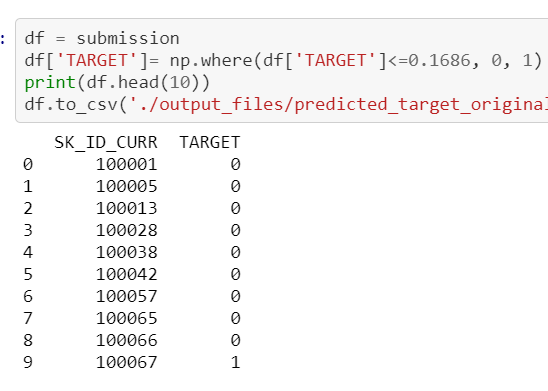 :
df = submission
df['TARGET']= np.where(df['TARGET']<=0.1686, 0, 1)
print(df.head(10))
df.to_csv('./output_files/predicted_target_original
SK_ID_CURR TARGET
0 100001 0
1 100005 0
2 100013 0
3 100028 0
4 100038 0
5 100042 0
6 100057 0
7 100065 0
8 100066 0
9 100067 1